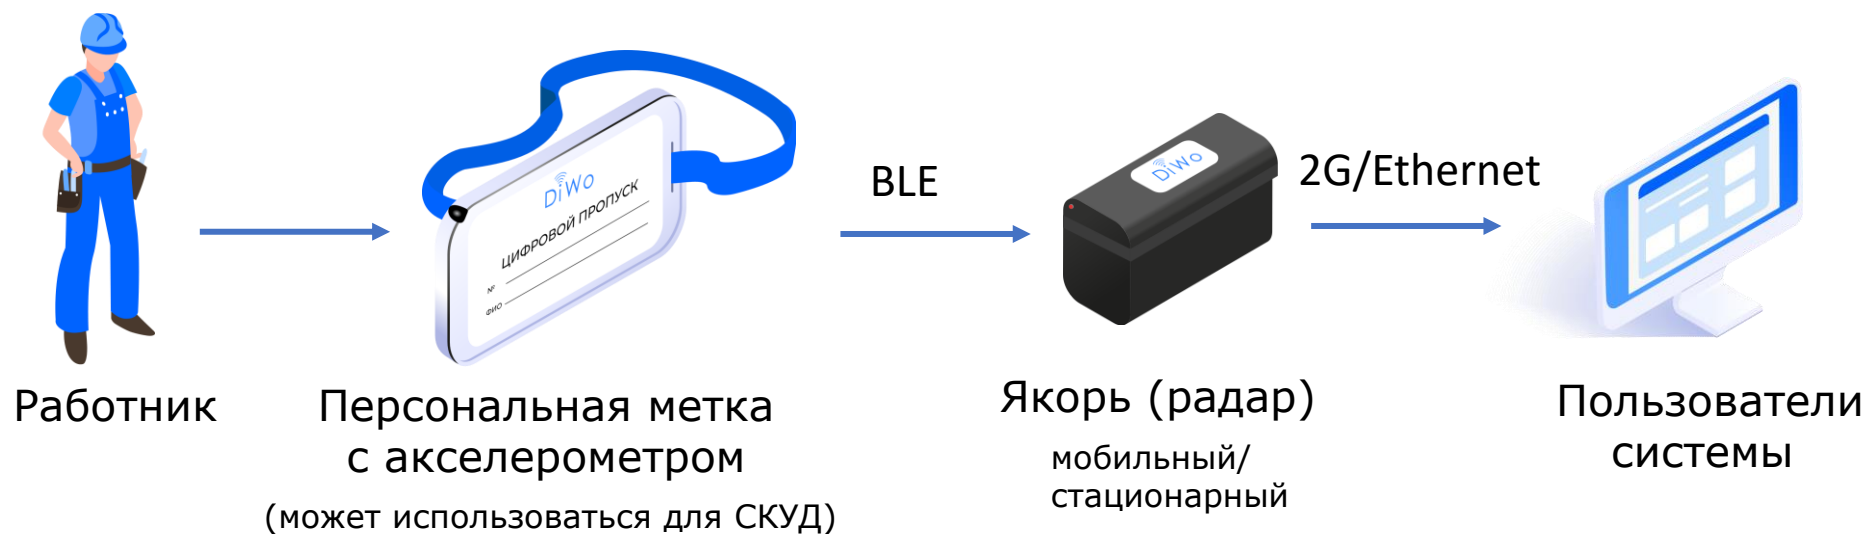 DiWo
ЦИФРОВОЙ ПРОПУСК
№
ФИО
BLE
DiWo
2G/Ethernet
Работник
Персональная метка
с акселерометром
(может использоваться для СКУД)
Якорь (радар)
мобильный/
стационарный
Пользователи
системы